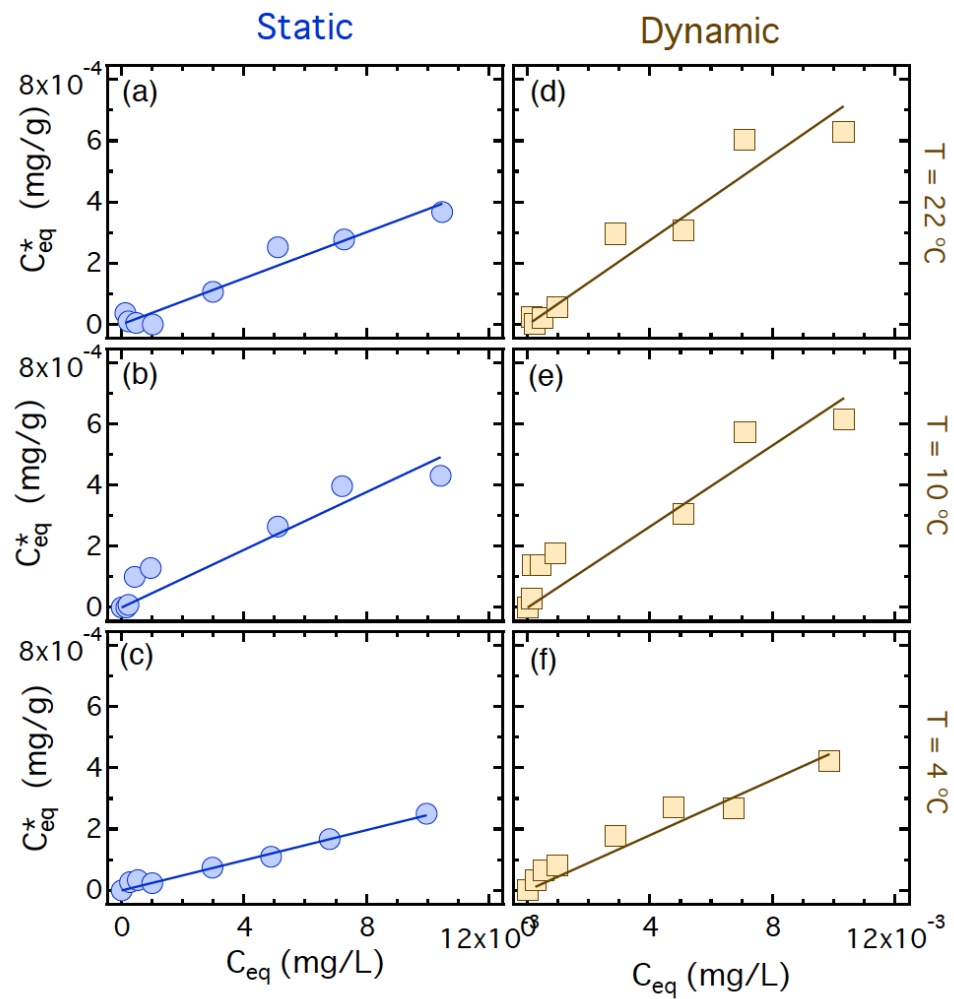 Static
Dynamic
8x10⁻⁴
6
4
2
0
C*eq (mg/g)
(a)
(d)
T = 22 °C
8x10⁻⁴
6
4
2
0
C*eq (mg/g)
(b)
(e)
T = 10 °C
8x10⁻⁴
6
4
2
0
C*eq (mg/g)
(c)
(f)
T = 4 °C
0 4 8 12x10⁻³
0 4 8 12x10⁻³
Ceq (mg/L)
Ceq (mg/L)